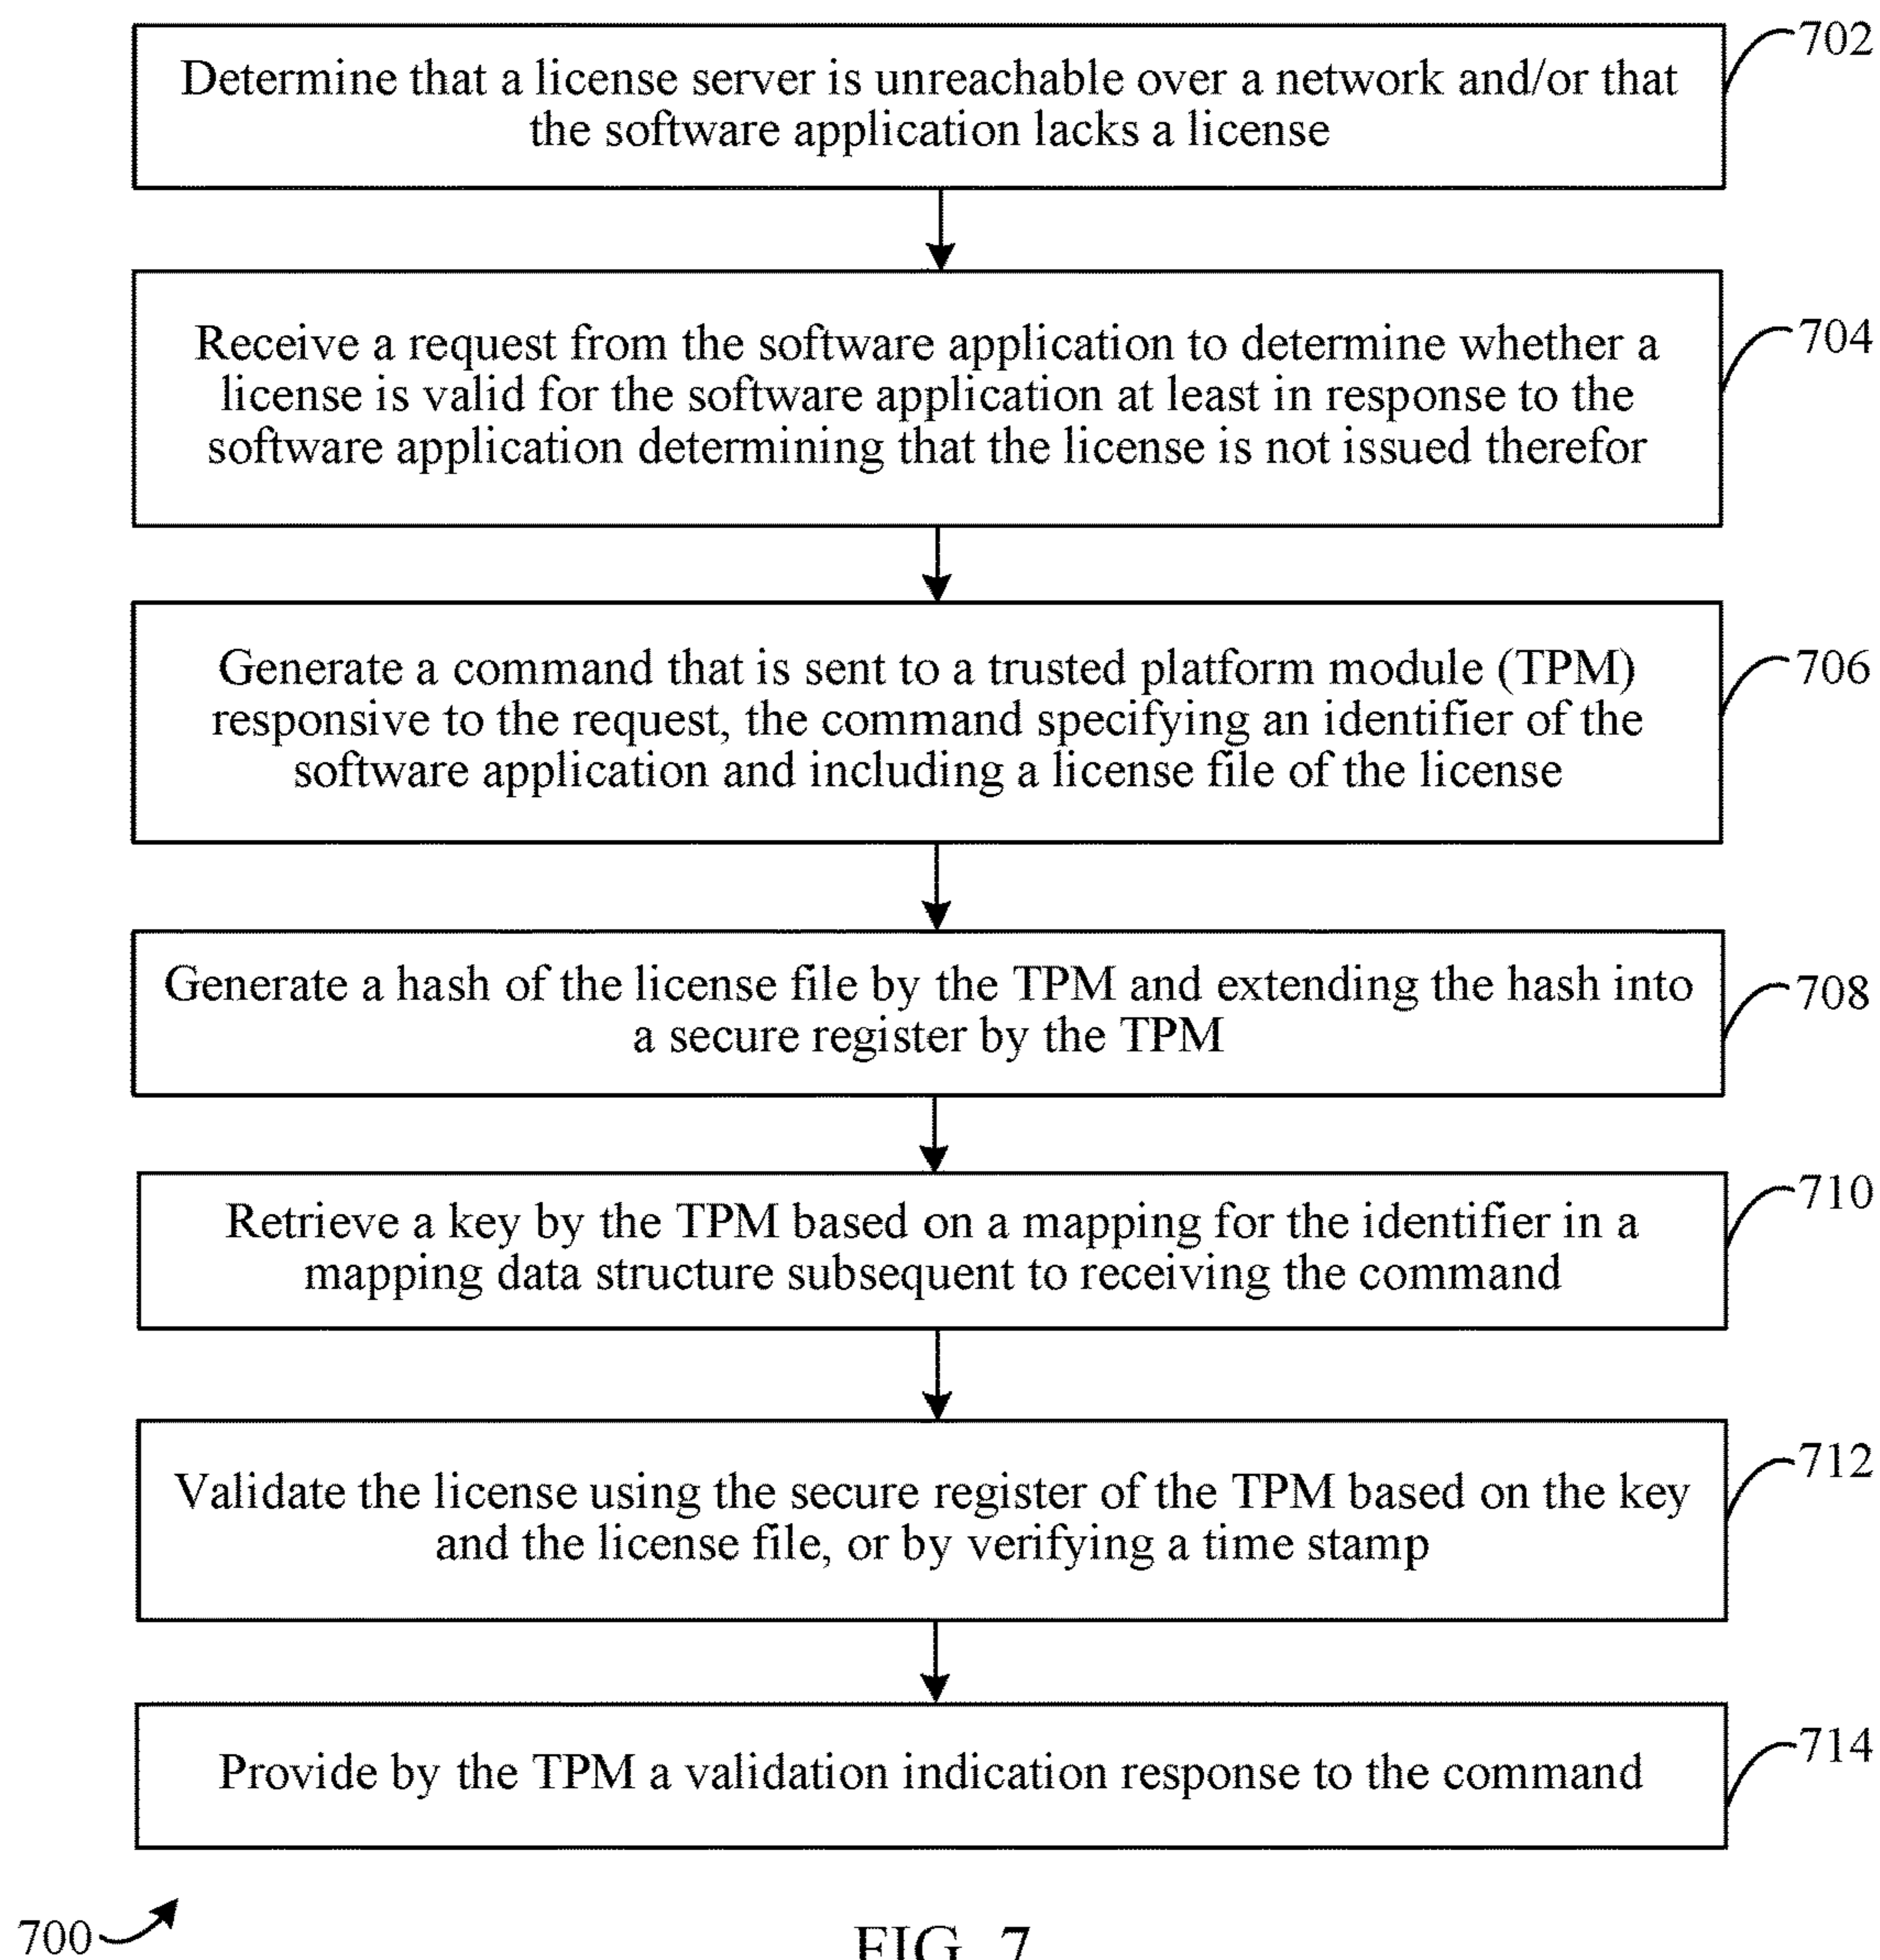 Determine that a license server is unreachable over a network and/or that
the software application lacks a license
702
Receive a request from the software application to determine whether a
license is valid for the software application at least in response to the
software application determining that the license is not issued therefor
704
Generate a command that is sent to a trusted platform module (TPM)
responsive to the request, the command specifying an identifier of the
software application and including a license file of the license
706
Generate a hash of the license file by the TPM and extending the hash into
a secure register by the TPM
708
Retrieve a key by the TPM based on a mapping for the identifier in a
mapping data structure subsequent to receiving the command
710
Validate the license using the secure register of the TPM based on the key
and the license file, or by verifying a time stamp
712
Provide by the TPM a validation indication response to the command
714
700
FIG. 7